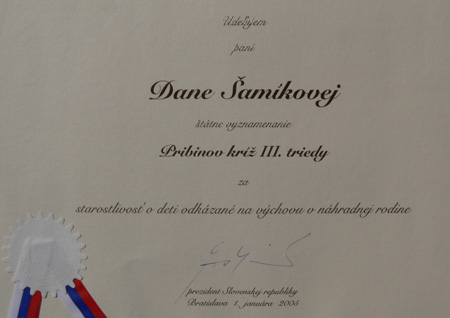 Udeľujem
pani
Dane Šamíkovej
štátne vyznamenanie
Pribinov kríž III. triedy
za
starostlivosť o deti odkázané na výchovu v náhradnej rodine
prezident Slovenskej republiky
Bratislava 1. januára 2005